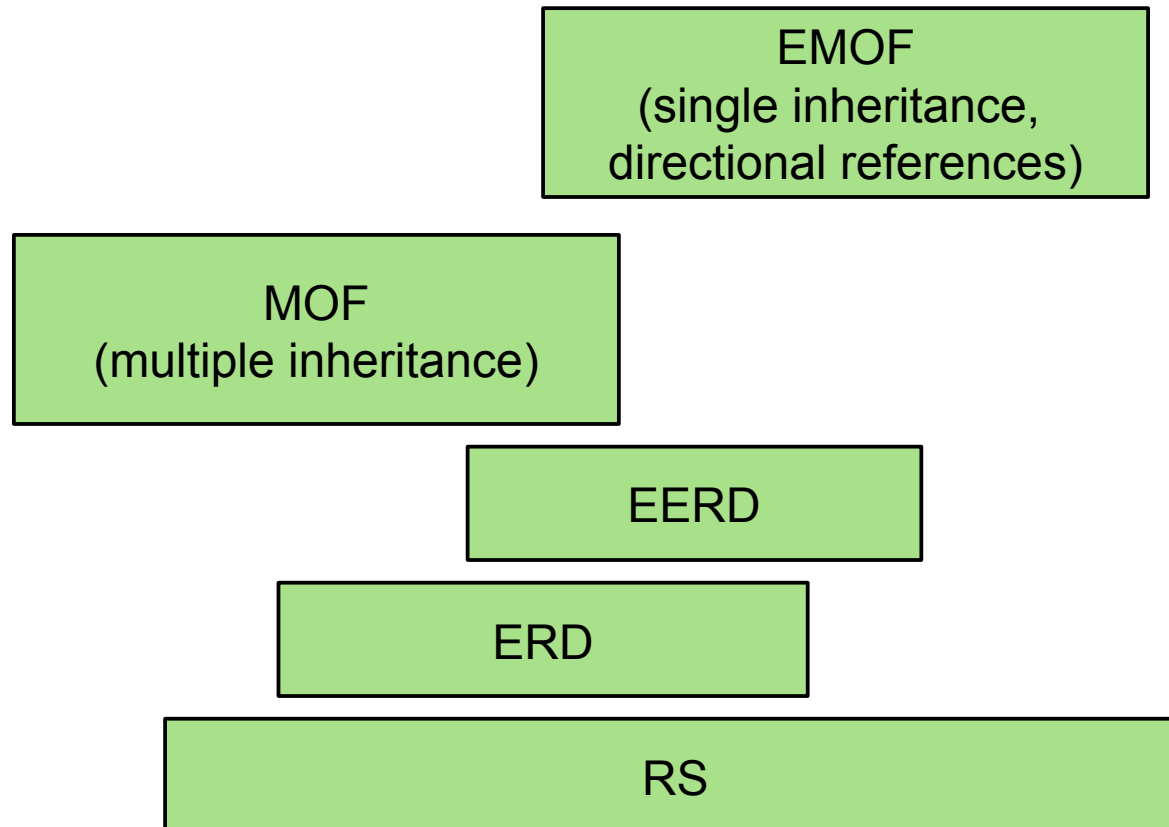 EMOF
(single inheritance,
directional references)
MOF
(multiple inheritance)
EERD
ERD
RS